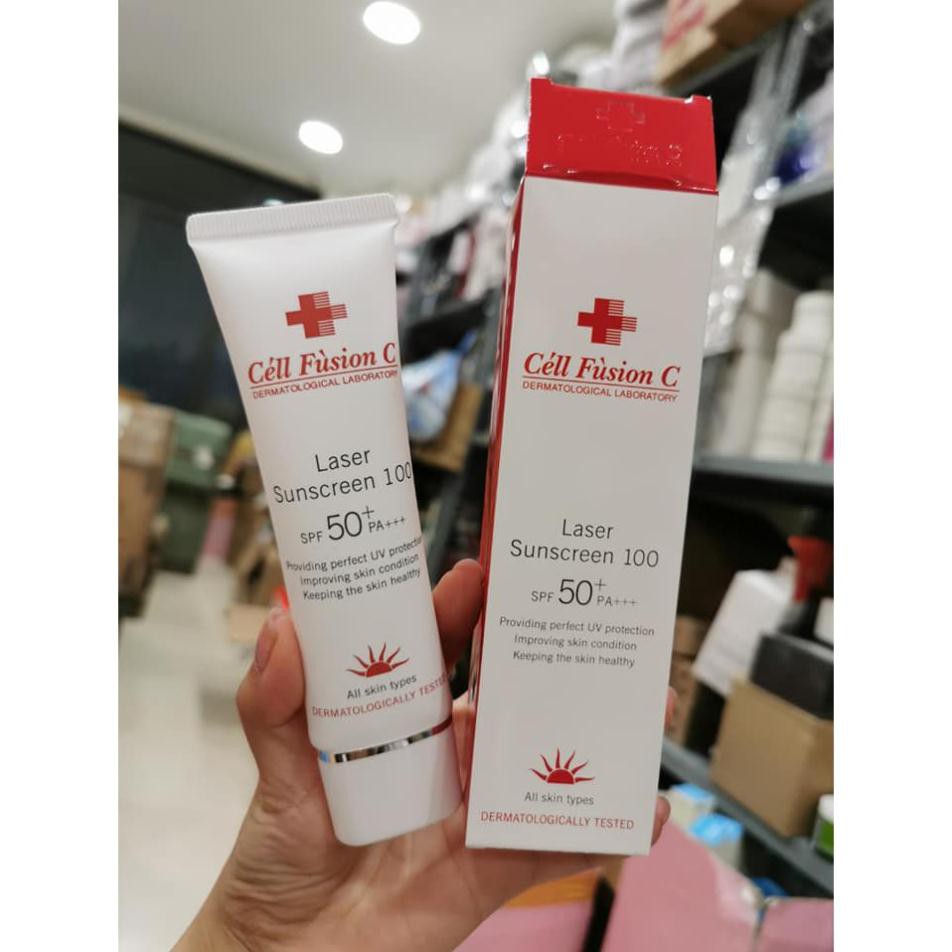 Céll Fùsion C
DERMATOLOGICAL LABORATORY
Laser
Sunscreen 100
SPF 50+ PA+++
Providing perfect UV protection
Improving skin condition
Keeping the skin healthy
All skin types
DERMATOLOGICALLY TESTED
Céll Fùsion C
DERMATOLOGICAL LABORATORY
Laser
Sunscreen 100
SPF 50+ PA+++
Providing perfect UV protection
Improving skin condition
Keeping the skin healthy
All skin types
DERMATOLOGICALLY TESTED